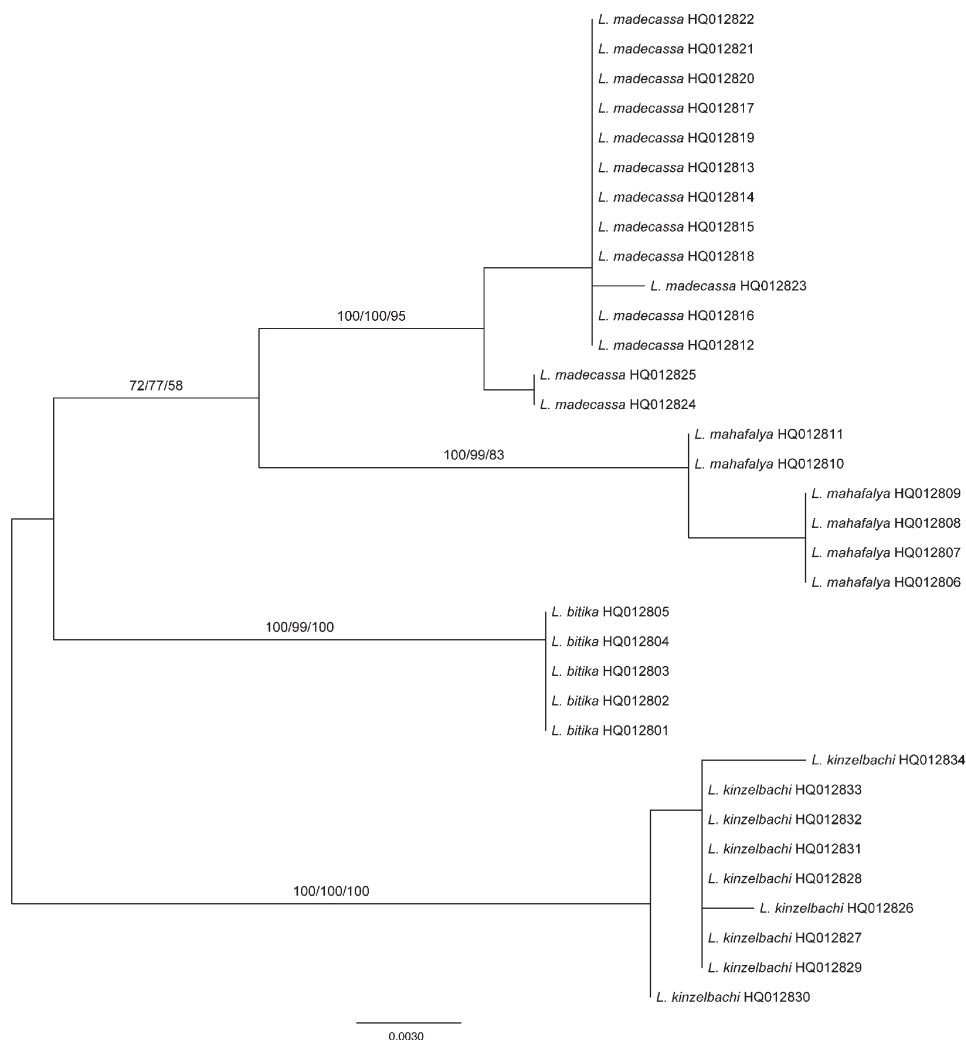 L. madecassa HQ012822
L. madecassa HQ012821
L. madecassa HQ012820
L. madecassa HQ012817
L. madecassa HQ012819
L. madecassa HQ012813
L. madecassa HQ012814
L. madecassa HQ012815
L. madecassa HQ012818
L. madecassa HQ012823
100/100/95
L. madecassa HQ012816
L. madecassa HQ012812
L. madecassa HQ012825
72/77/58
L. madecassa HQ012824
L. mahafalya HQ012811
100/99/83
L. mahafalya HQ012810
L. mahafalya HQ012809
L. mahafalya HQ012808
L. mahafalya HQ012807
L. mahafalya HQ012806
L. bitika HQ012805
100/99/100
L. bitika HQ012804
L. bitika HQ012803
L. bitika HQ012802
L. bitika HQ012801
L. kinzelbachi HQ012834
L. kinzelbachi HQ012833
L. kinzelbachi HQ012832
L. kinzelbachi HQ012831
L. kinzelbachi HQ012828
100/100/100
L. kinzelbachi HQ012826
L. kinzelbachi HQ012827
L. kinzelbachi HQ012829
L. kinzelbachi HQ012830
0.0030